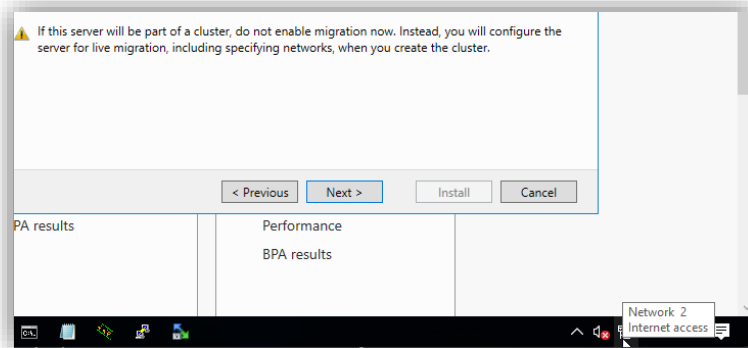 If this server will be part of a cluster, do not enable migration now. Instead, you will configure the
server for live migration, including specifying networks, when you create the cluster.
< Previous Next > Install Cancel
PA results Performance
BPA results
Network 2
Internet access